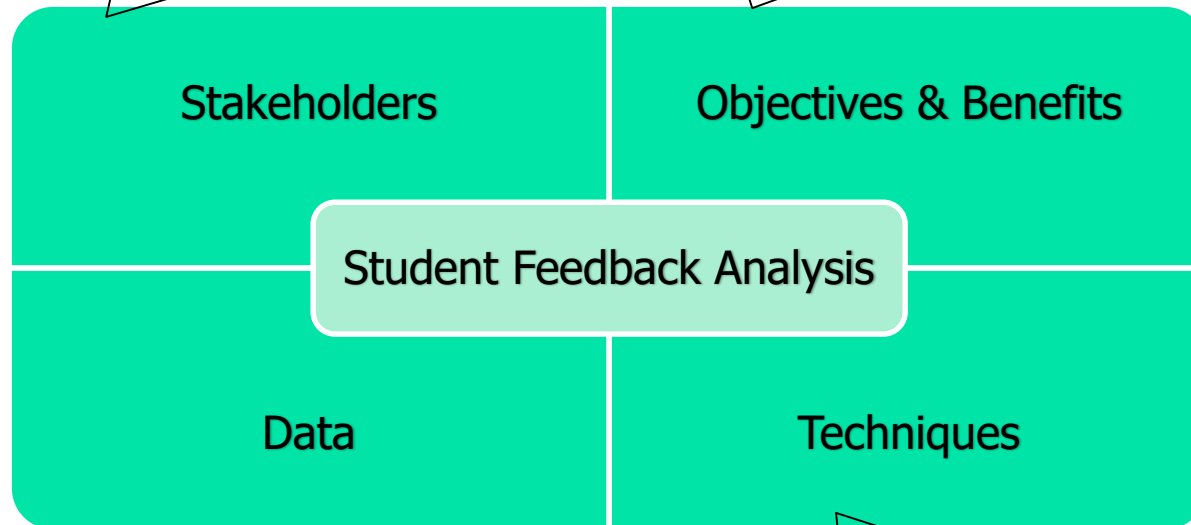 Stakeholders
Objectives & Benefits
Student Feedback Analysis
Data
Techniques